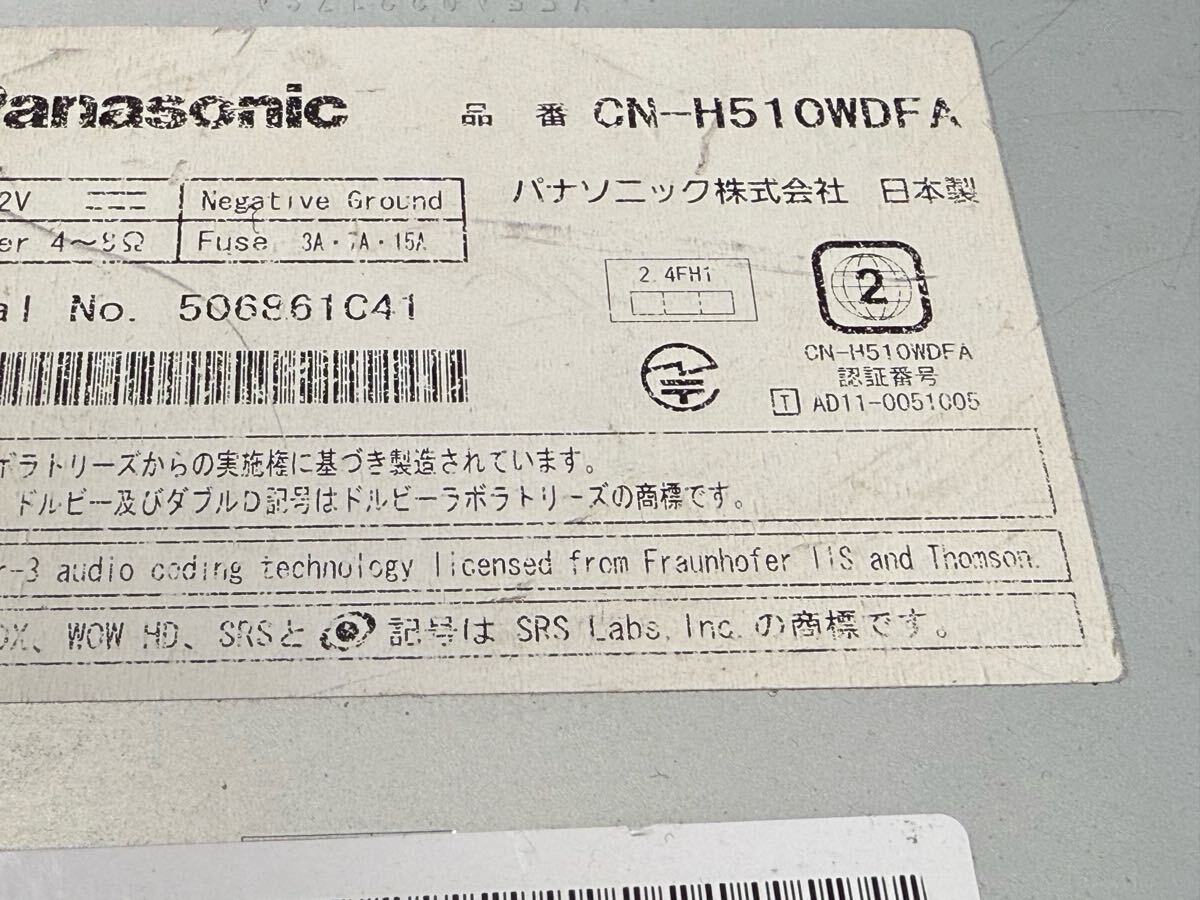 Panasonic 品 番 CN-H510WDFA
2V Negative Ground
パナソニック株式会社 日本製
er 4～8Ω Fuse 3A・7A・15A
2.4FH1
2
al No. 506861C41
CN-H510WDFA
認証番号
T AD11-0051005
ボラトリーズからの実施権に基づき製造されています。
ドルビー及びダブルD記号はドルビーラボラトリーズの商標です。
r-3 audio coding technology licensed from Fraunhofer IIS and Thomson.
OX、WOW HD、SRSと 記号は SRS Labs, Inc. の商標です。